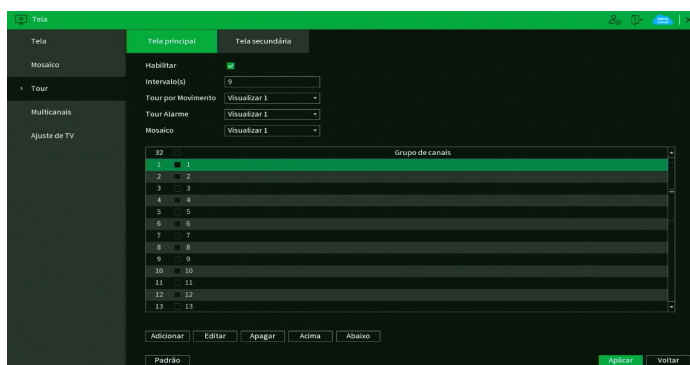 Tela
Tela
Mosaico
Tour
Multicanais
Ajuste de TV
Tela principal Tela secundária
Habilitar
Intervalo(s) 9
Tour por Movimento Visualizar 1
Tour Alarme Visualizar 1
Mosaico Visualizar 1
32 Grupo de canais
1 1
2 2
3 3
4 4
5 5
6 6
7 7
8 8
9 9
10 10
11 11
12 12
13 13
Adicionar Editar Apagar Acima Abaixo
Padrão Aplicar Voltar